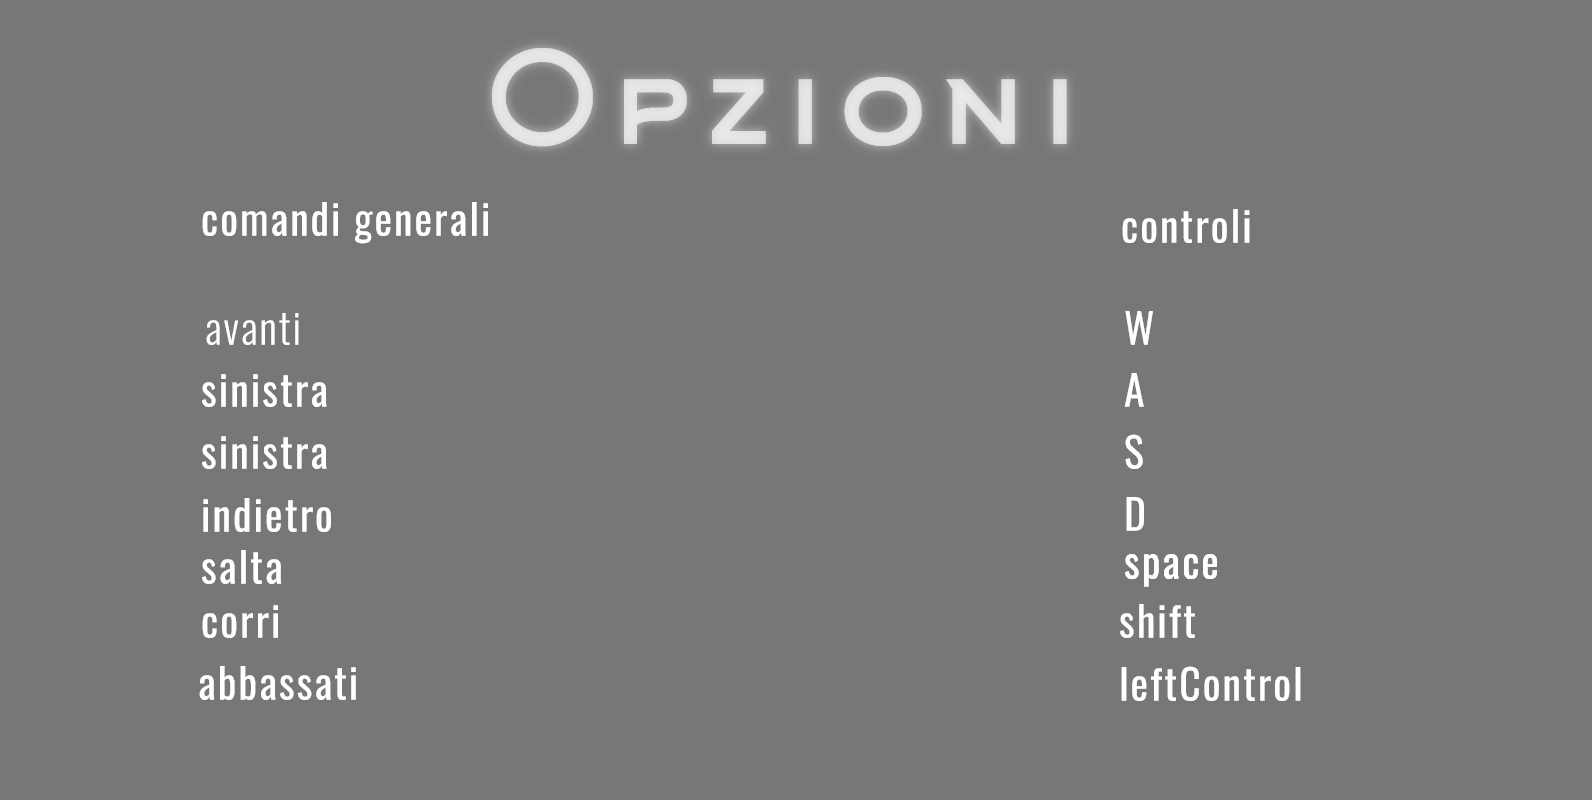 Opzioni
comandi generali controli
avanti W
sinistra A
sinistra S
indietro D
salta space
corri shift
abbassati leftControl